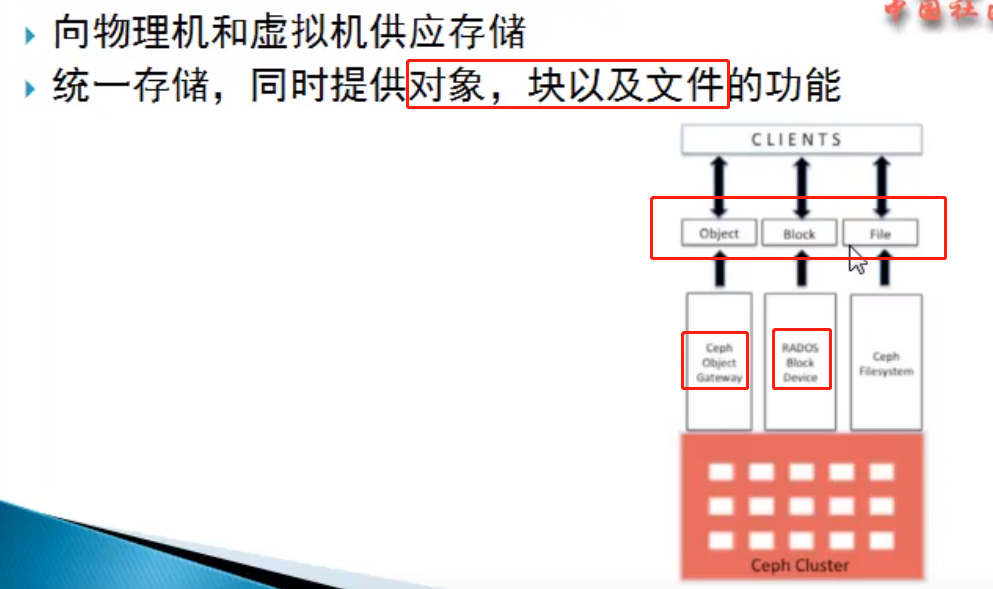 中国社区
向物理机和虚拟机供应存储
统一存储，同时提供对象，块以及文件的功能
CLIENTS
Object
Block
File
Ceph
Object
Gateway
RADOS
Block
Device
Ceph
Filesystem
Ceph Cluster